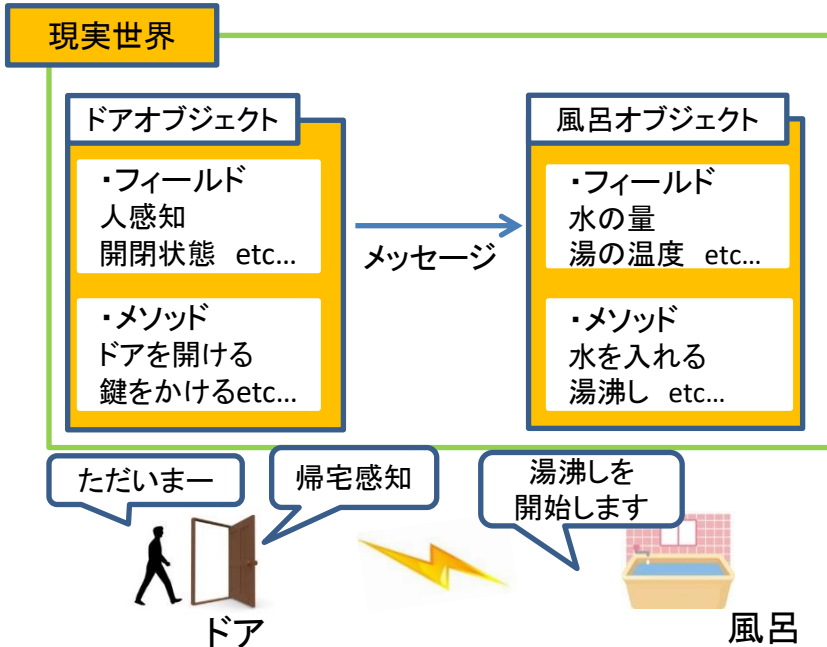 現実世界
ドアオブジェクト
・フィールド
人感知
開閉状態 etc…
・メソッド
ドアを開ける
鍵をかけるetc…
メッセージ
風呂オブジェクト
・フィールド
水の量
湯の温度 etc…
・メソッド
水を入れる
湯沸し etc…
ただいまー
帰宅感知
湯沸しを
開始します
ドア
風呂